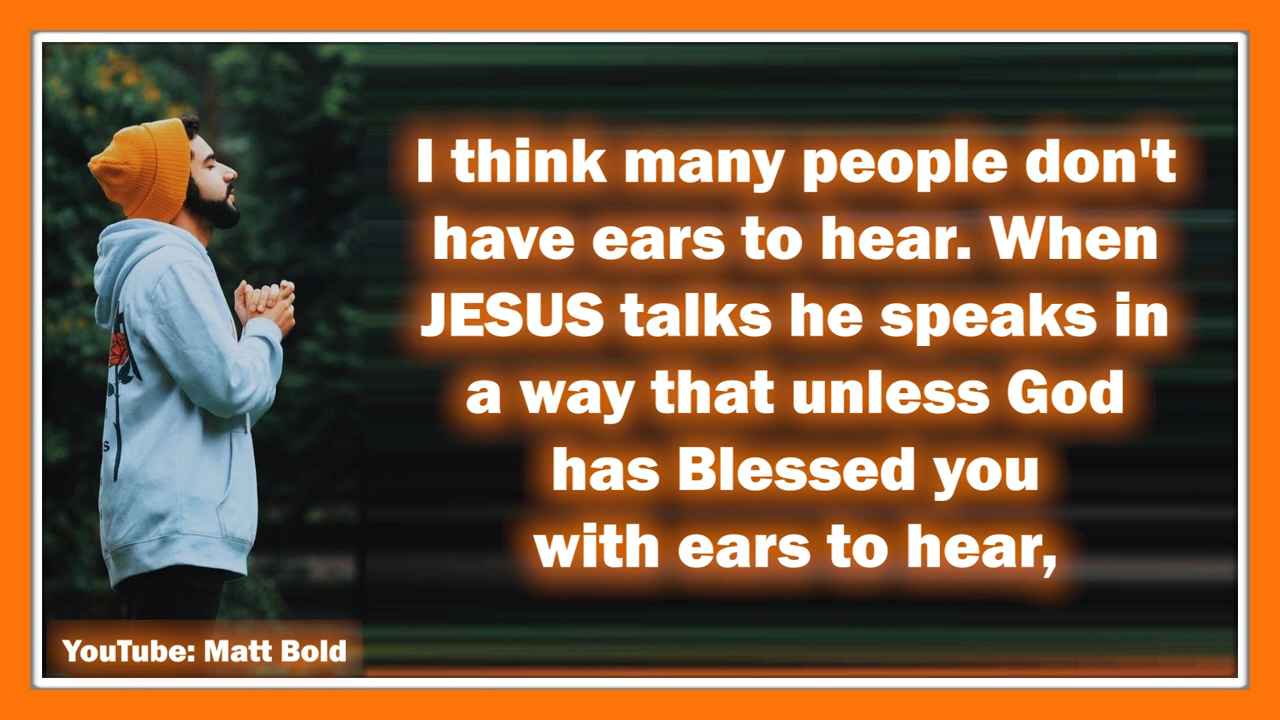 I think many people don't
have ears to hear. When
JESUS talks he speaks in
a way that unless God
has Blessed you
with ears to hear,
YouTube: Matt Bold